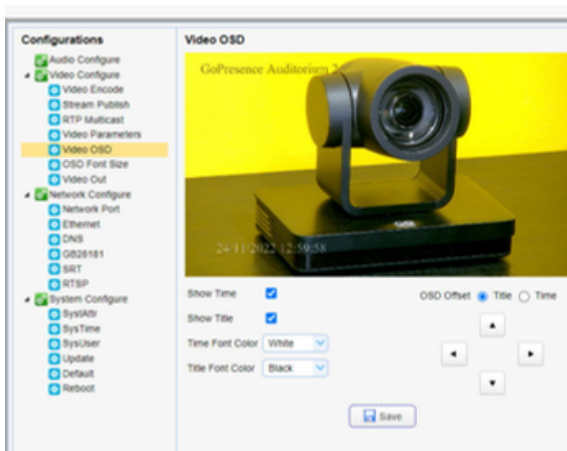 Configurations
Audio Configure
Video Configure
Video Encode
Stream Publish
RTP Multicast
Video Parameters
Video OSD
OSD Font Size
Video Out
Network Configure
Network Port
Ethernet
DNS
GB28181
SRT
RTSP
System Configure
SystAttr
SysTime
SysUser
Update
Default
Reboot
Video OSD
GoPresence Auditorium 2
24/11/2022 12:59:58
Show Time
OSD Offset Title Time
Show Title
Time Font Color White
Title Font Color Black
Save